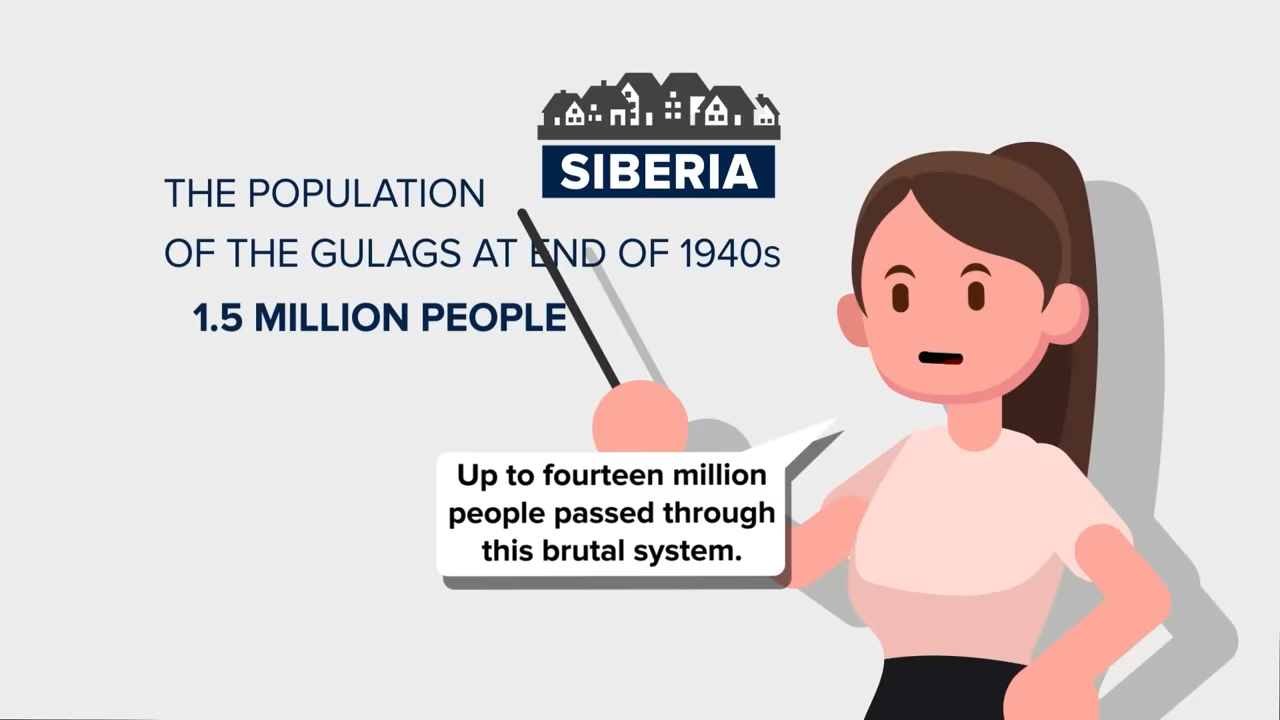 SIBERIA
THE POPULATION
OF THE GULAGS AT END OF 1940s
1.5 MILLION PEOPLE
Up to fourteen million
people passed through
this brutal system.